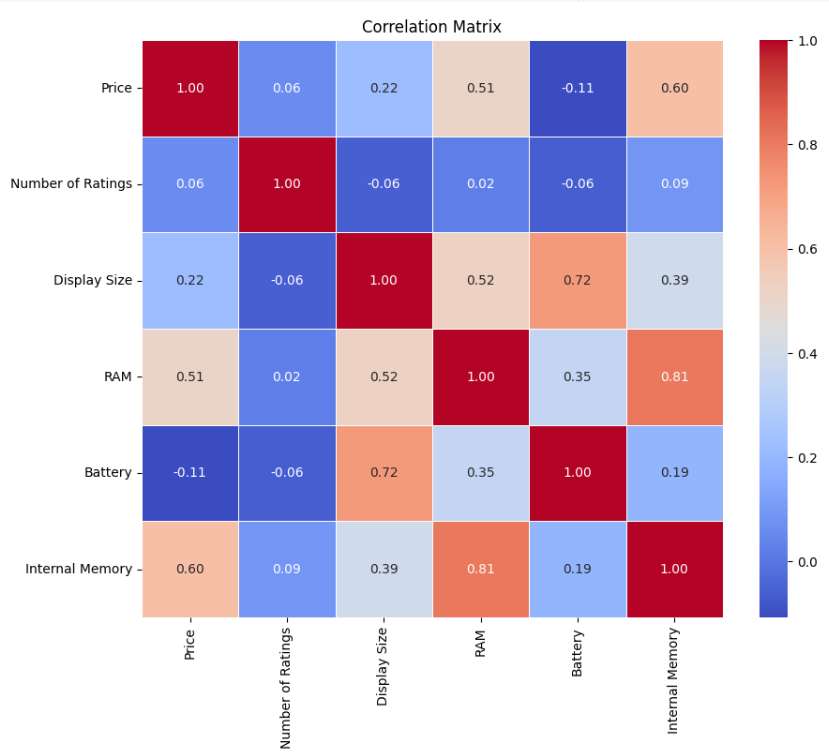 Correlation Matrix
Price 1.00 0.06 0.22 0.51 -0.11 0.60
Number of Ratings 0.06 1.00 -0.06 0.02 -0.06 0.09
Display Size 0.22 -0.06 1.00 0.52 0.72 0.39
RAM 0.51 0.02 0.52 1.00 0.35 0.81
Battery -0.11 -0.06 0.72 0.35 1.00 0.19
Internal Memory 0.60 0.09 0.39 0.81 0.19 1.00
Price
Number of Ratings
Display Size
RAM
Battery
Internal Memory
1.0
0.8
0.6
0.4
0.2
0.0